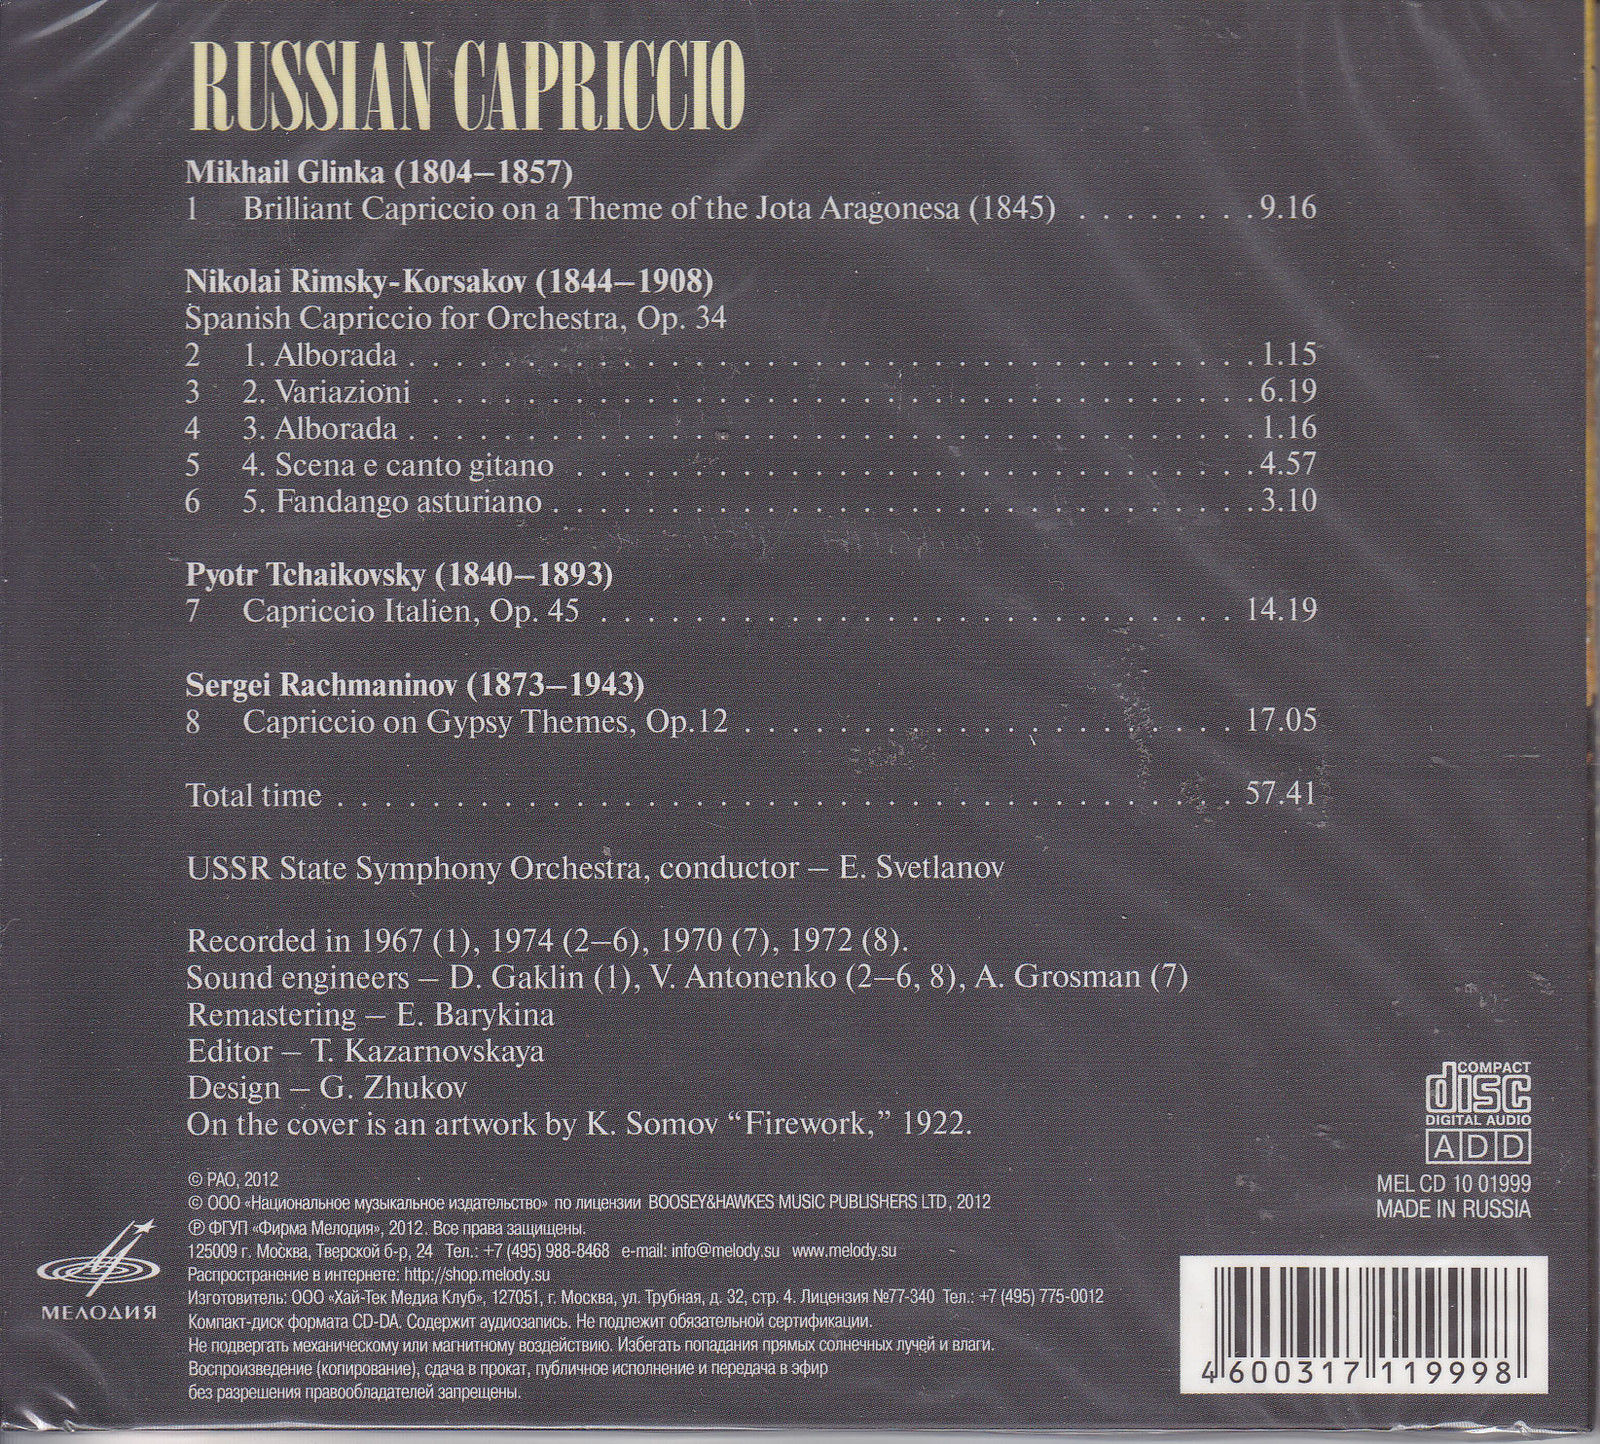 RUSSIAN CAPRICCIO
Mikhail Glinka (1804–1857)
1 Brilliant Capriccio on a Theme of the Jota Aragonesa (1845) . . . . . . . . 9.16
Nikolai Rimsky-Korsakov (1844–1908)
Spanish Capriccio for Orchestra, Op. 34
2 1. Alborada . . . . . . . . . . . . . . . . . . . . . . . . . . . . . . . . . . . . 1.15
3 2. Variazioni . . . . . . . . . . . . . . . . . . . . . . . . . . . . . . . . . . . 6.19
4 3. Alborada . . . . . . . . . . . . . . . . . . . . . . . . . . . . . . . . . . . . 1.16
5 4. Scena e canto gitano . . . . . . . . . . . . . . . . . . . . . . . . . . . . . 4.57
6 5. Fandango asturiano . . . . . . . . . . . . . . . . . . . . . . . . . . . . . . 3.10
Pyotr Tchaikovsky (1840–1893)
7 Capriccio Italien, Op. 45 . . . . . . . . . . . . . . . . . . . . . . . . . . . 14.19
Sergei Rachmaninov (1873–1943)
8 Capriccio on Gypsy Themes, Op.12 . . . . . . . . . . . . . . . . . . . . . 17.05
Total time . . . . . . . . . . . . . . . . . . . . . . . . . . . . . . . . . . . . . . 57.41
USSR State Symphony Orchestra, conductor – E. Svetlanov
Recorded in 1967 (1), 1974 (2–6), 1970 (7), 1972 (8).
Sound engineers – D. Gaklin (1), V. Antonenko (2–6, 8), A. Grosman (7)
Remastering – E. Barykina
Editor – T. Kazarnovskaya
Design – G. Zhukov
On the cover is an artwork by K. Somov “Firework,” 1922.
COMPACT
disc
DIGITAL AUDIO
ADD
MEL CD 10 01999
MADE IN RUSSIA
© РАО, 2012
© ООО «Национальное музыкальное издательство» по лицензии BOOSEY&HAWKES MUSIC PUBLISHERS LTD, 2012
℗ ФГУП «Фирма Мелодия», 2012. Все права защищены.
125009 г. Москва, Тверской б-р, 24 Тел.: +7 (495) 988-8468 e-mail: info@melody.su www.melody.su
Распространение в интернете: http://shop.melody.su
Изготовитель: ООО «Хай-Тек Медиа Клуб», 127051, г. Москва, ул. Трубная, д. 32, стр. 4. Лицензия №77-340 Тел.: +7 (495) 775-0012
Компакт-диск формата CD-DA. Содержит аудиозапись. Не подлежит обязательной сертификации.
Не подвергать механическому или магнитному воздействию. Избегать попадания прямых солнечных лучей и влаги.
Воспроизведение (копирование), сдача в прокат, публичное исполнение и передача в эфир
без разрешения правообладателей запрещены.
МЕЛОДИЯ
4 600317 119998